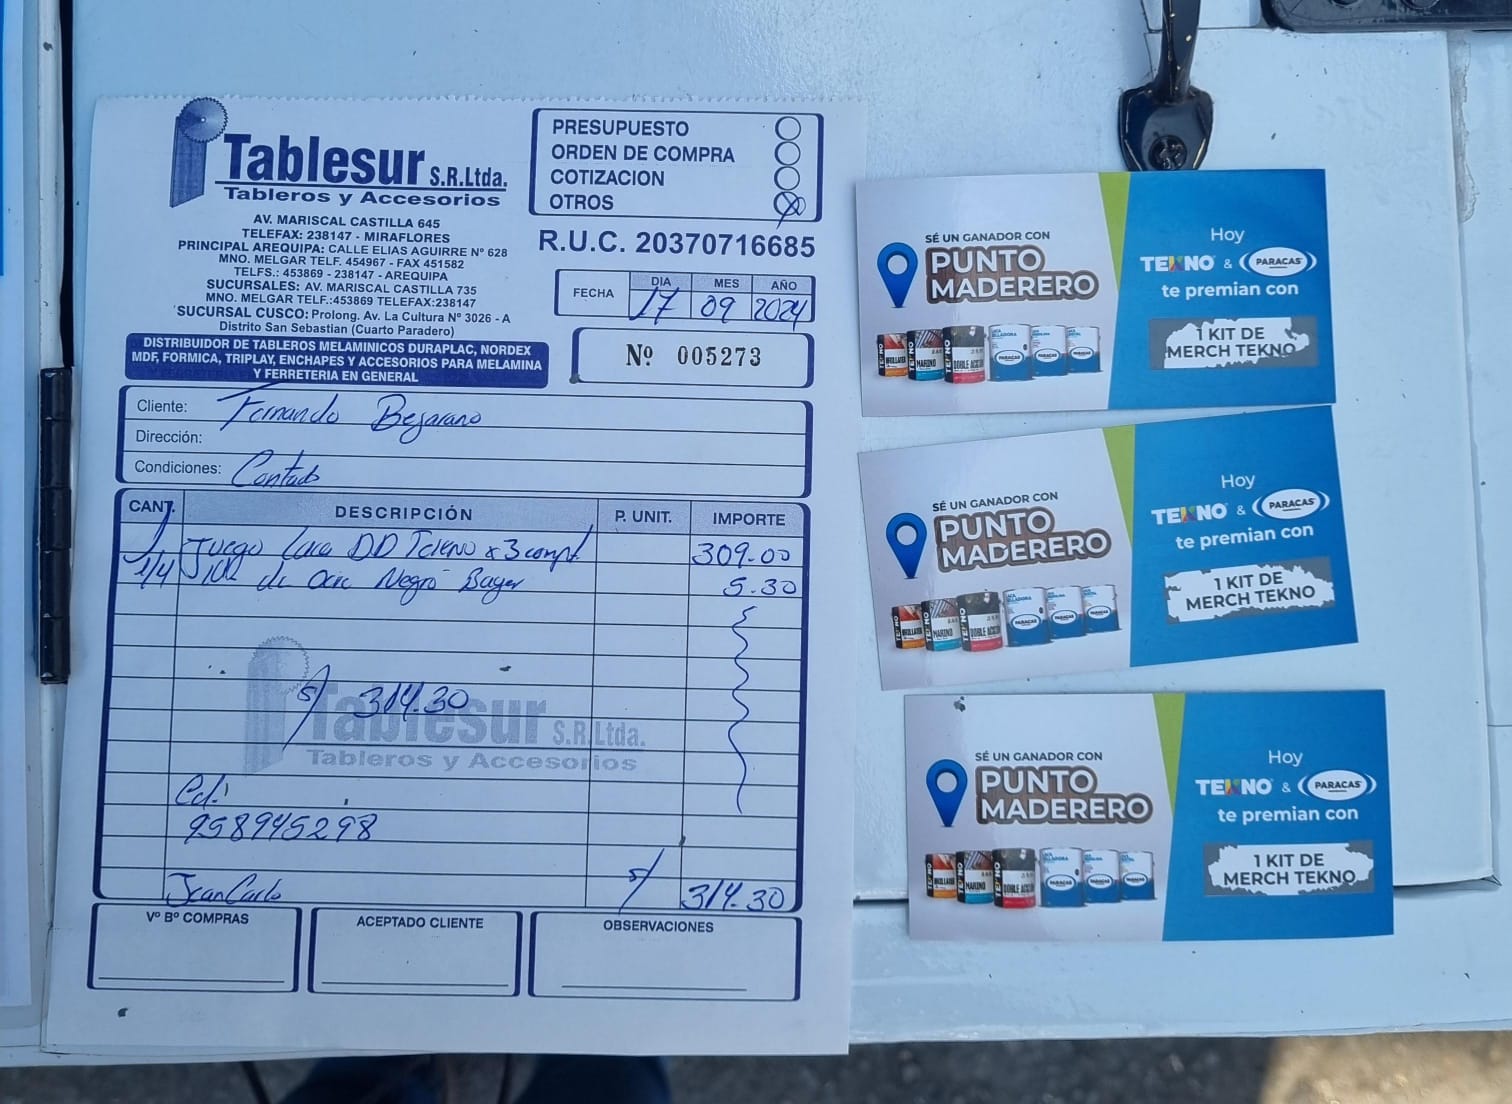 Tablesur S.R.Ltda.
Tableros y Accesorios
AV. MARISCAL CASTILLA 645
TELEFAX: 238147 - MIRAFLORES
PRINCIPAL AREQUIPA: CALLE ELIAS AGUIRRE Nº 628
MNO. MELGAR TELF. 454967 - FAX 451582
TELFS.: 453869 - 238147 - AREQUIPA
SUCURSALES: AV. MARISCAL CASTILLA 735
MNO. MELGAR TELF.:453869 TELEFAX:238147
SUCURSAL CUSCO: Prolong. Av. La Cultura Nº 3026 - A
Distrito San Sebastian (Cuarto Paradero)
DISTRIBUIDOR DE TABLEROS MELAMINICOS DURAPLAC, NORDEX
MDF, FORMICA, TRIPLAY, ENCHAPES Y ACCESORIOS PARA MELAMINA
Y FERRETERIA EN GENERAL
PRESUPUESTO
ORDEN DE COMPRA
COTIZACION
OTROS
R.U.C. 20370716685
FECHA DIA MES AÑO
17 09 2024
Nº 005273
Cliente: Fernando Bejarano
Dirección:
Condiciones: Contado
CANT. DESCRIPCIÓN P. UNIT. IMPORTE
1 Juego Laca DD Tekno x 3 comp. 309.00
1/4 de Ocre Negro Bayer 5.30
S/ 314.30
Tablesur S.R.Ltda.
Tableros y Accesorios
Cel:
958945298
Jean Carlo S/ 314.30
Vº Bº COMPRAS ACEPTADO CLIENTE OBSERVACIONES
SÉ UN GANADOR CON
PUNTO
MADERERO
Hoy
TEKNO & PARACAS
te premian con
1 KIT DE
MERCH TEKNO
SÉ UN GANADOR CON
PUNTO
MADERERO
Hoy
TEKNO & PARACAS
te premian con
1 KIT DE
MERCH TEKNO
SÉ UN GANADOR CON
PUNTO
MADERERO
Hoy
TEKNO & PARACAS
te premian con
1 KIT DE
MERCH TEKNO